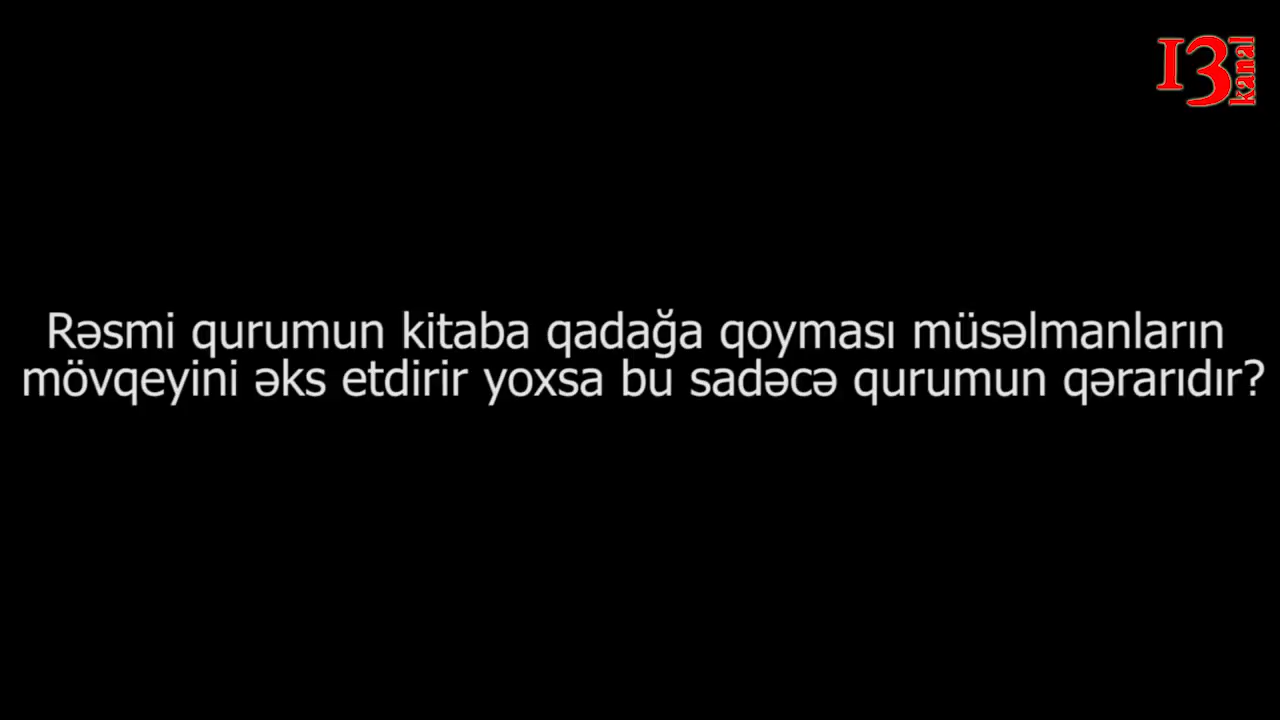 13
kanal
Rəsmi qurumun kitaba qadağa qoyması müsəlmanların
mövqeyini əks etdirir yoxsa bu sadəcə qurumun qərarıdır?